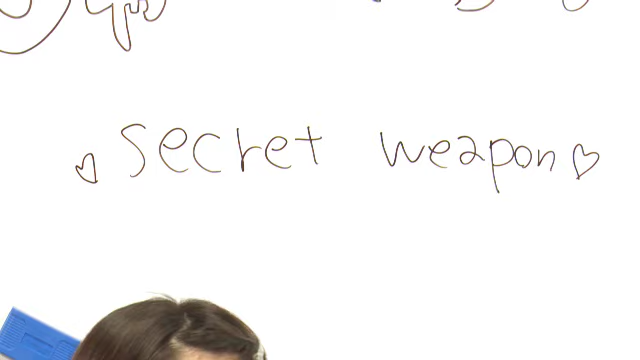 ♡ secret weapon ♡